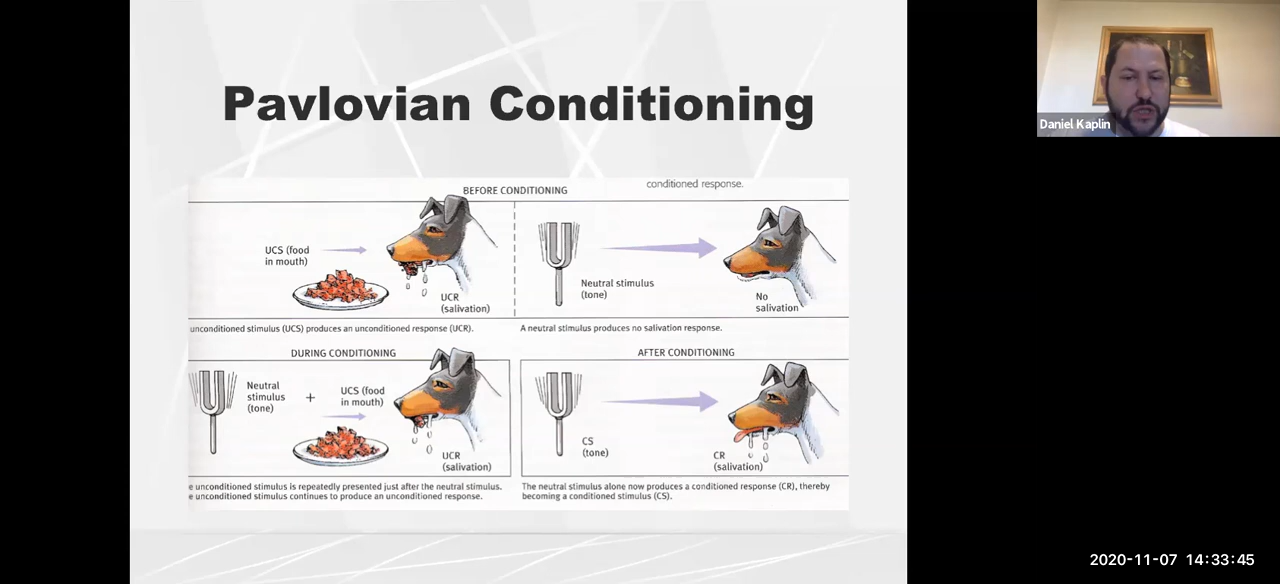 Pavlovian Conditioning
Daniel Kaplin
conditioned response.
BEFORE CONDITIONING
UCS (food
in mouth)
UCR
(salivation)
Neutral stimulus
(tone)
No
salivation
unconditioned stimulus (UCS) produces an unconditioned response (UCR).
A neutral stimulus produces no salivation response.
DURING CONDITIONING
Neutral
stimulus
(tone)
+
UCS (food
in mouth)
UCR
(salivation)
AFTER CONDITIONING
CS
(tone)
CR
(salivation)
e unconditioned stimulus is repeatedly presented just after the neutral stimulus.
e unconditioned stimulus continues to produce an unconditioned response.
The neutral stimulus alone now produces a conditioned response (CR), thereby
becoming a conditioned stimulus (CS).
2020-11-07 14:33:45